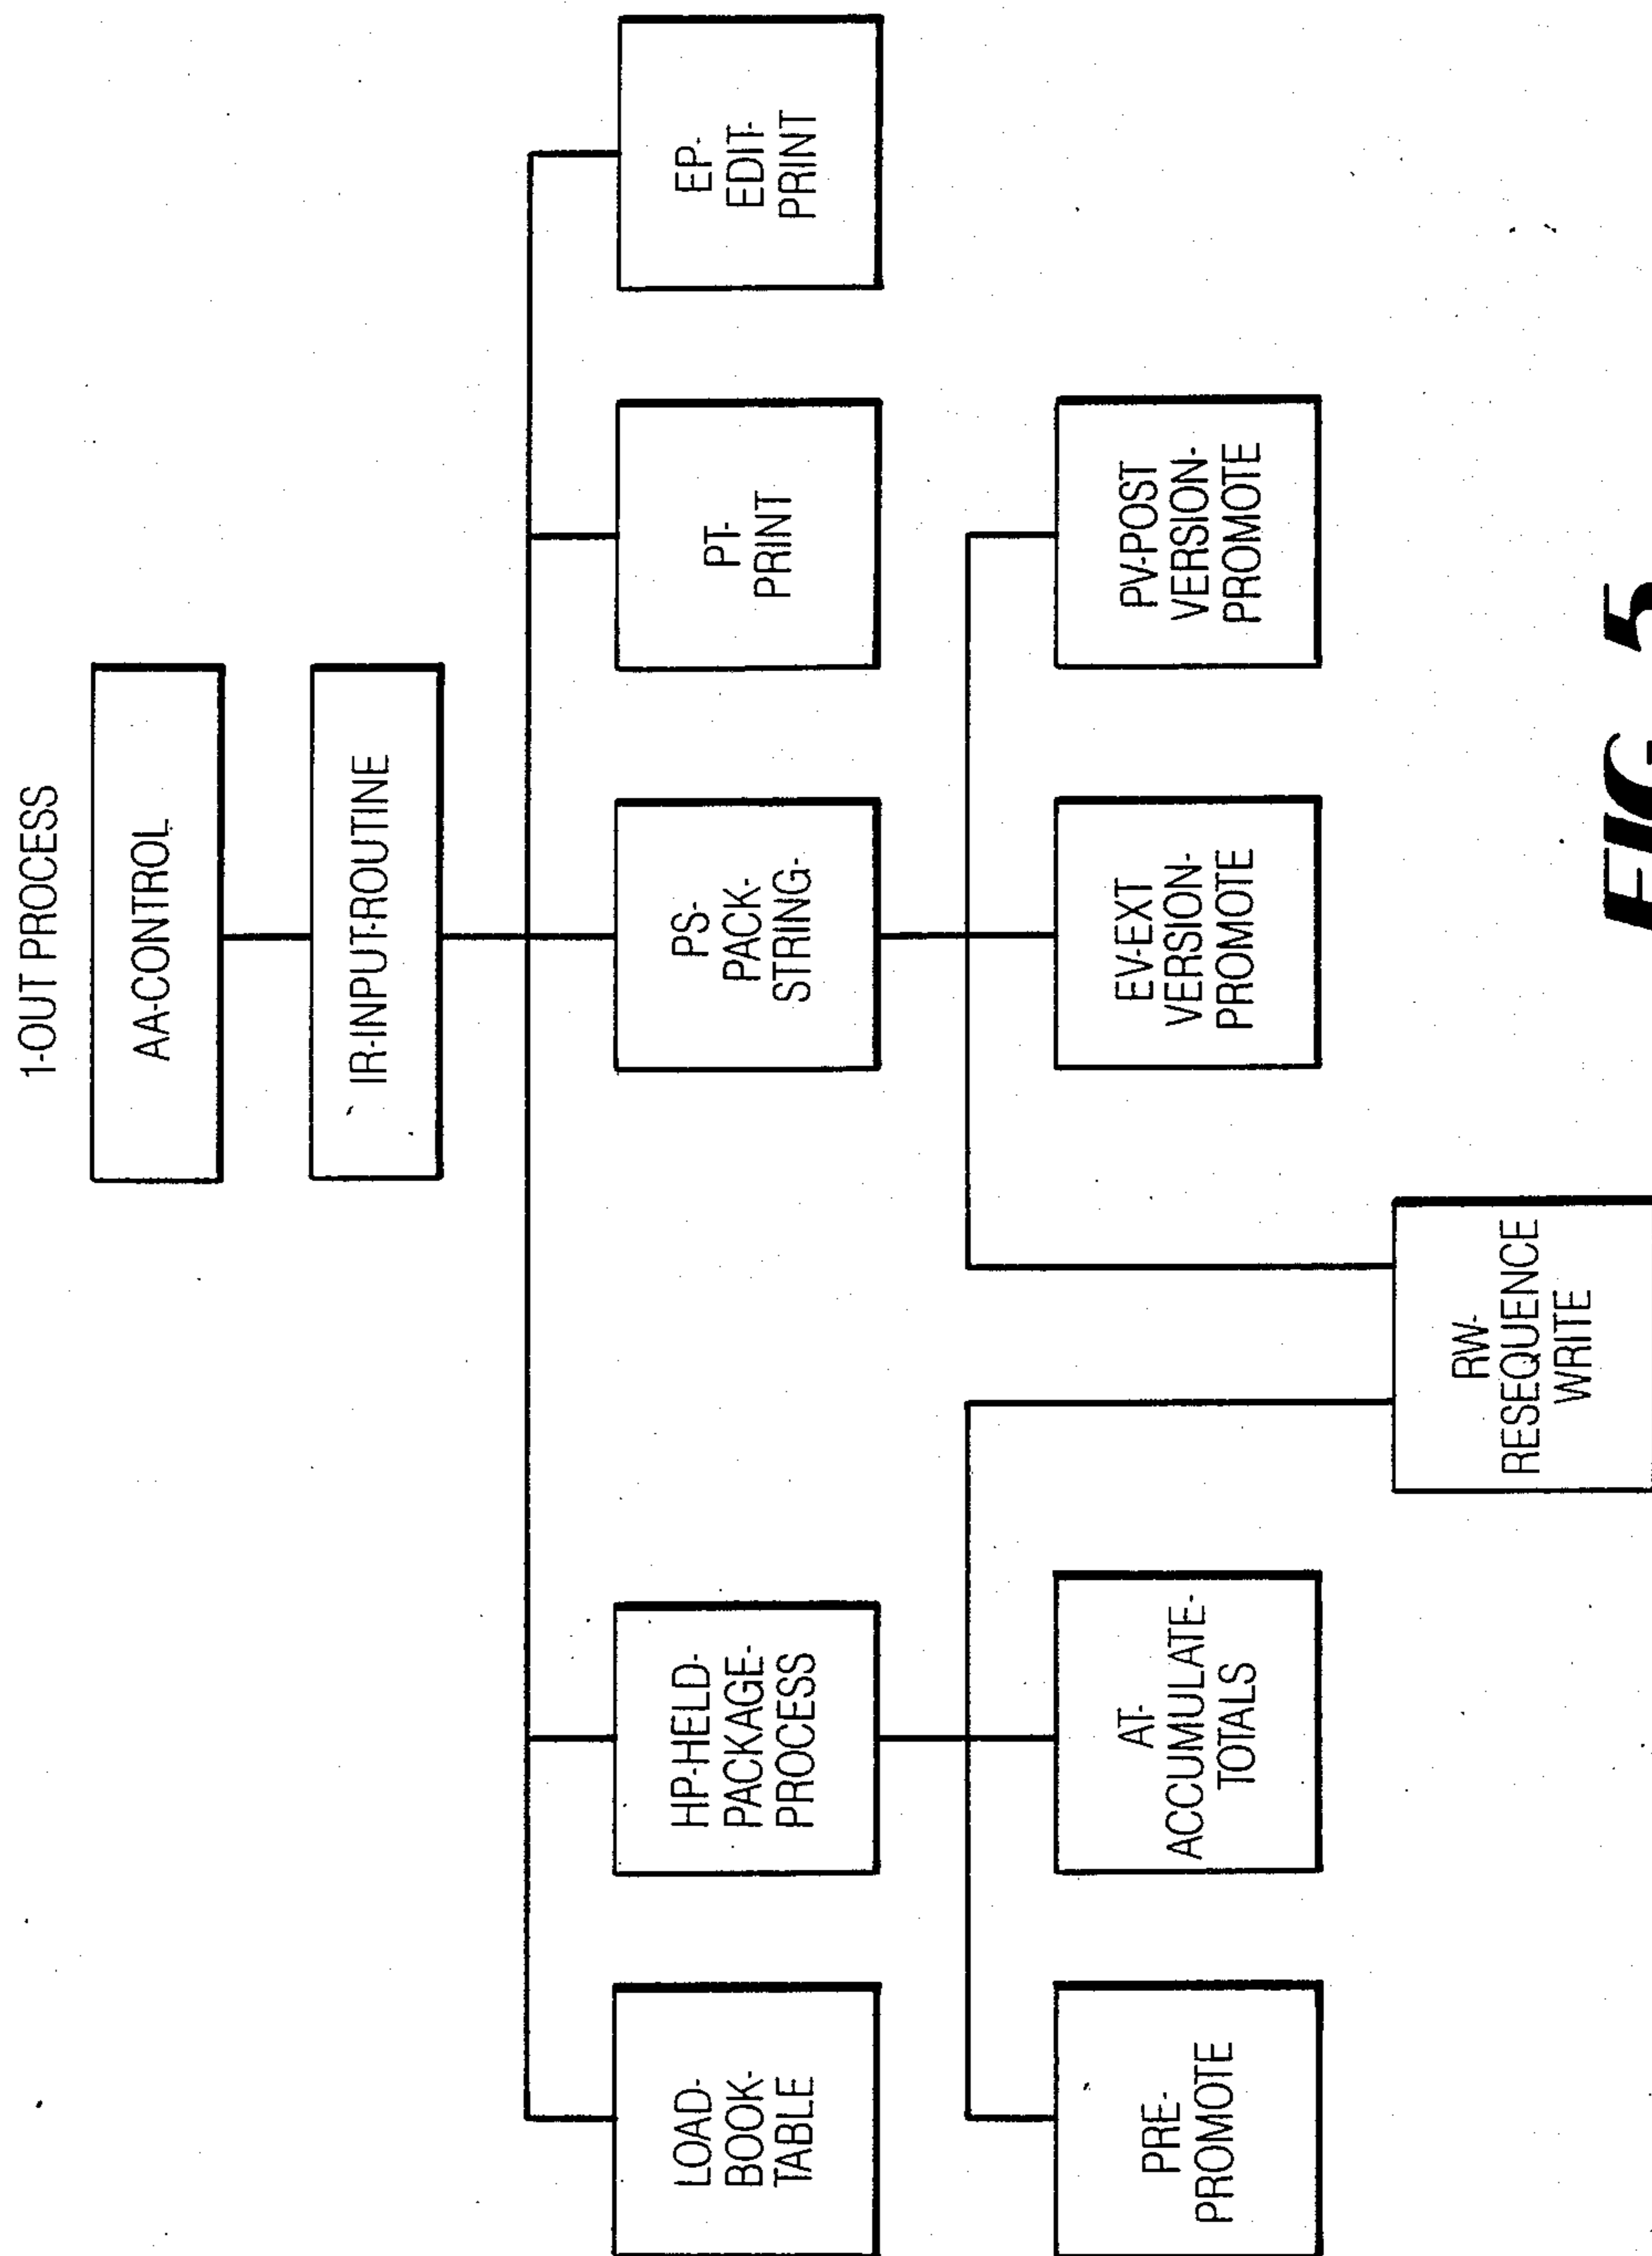 1-OUT PROCESS
AA-CONTROL
IR-INPUT-ROUTINE
LOAD-
BOOK-
TABLE
HP-HELD-
PACKAGE-
PROCESS
PS-
PACK-
STRING-
PT-
PRINT
EP-
EDIT-
PRINT
PRE-
PROMOTE
AT-
ACCUMULATE-
TOTALS
EV-EXT
VERSION-
PROMOTE
PV-POST
VERSION-
PROMOTE
RW-
RESEQUENCE
WRITE
FIG. 5